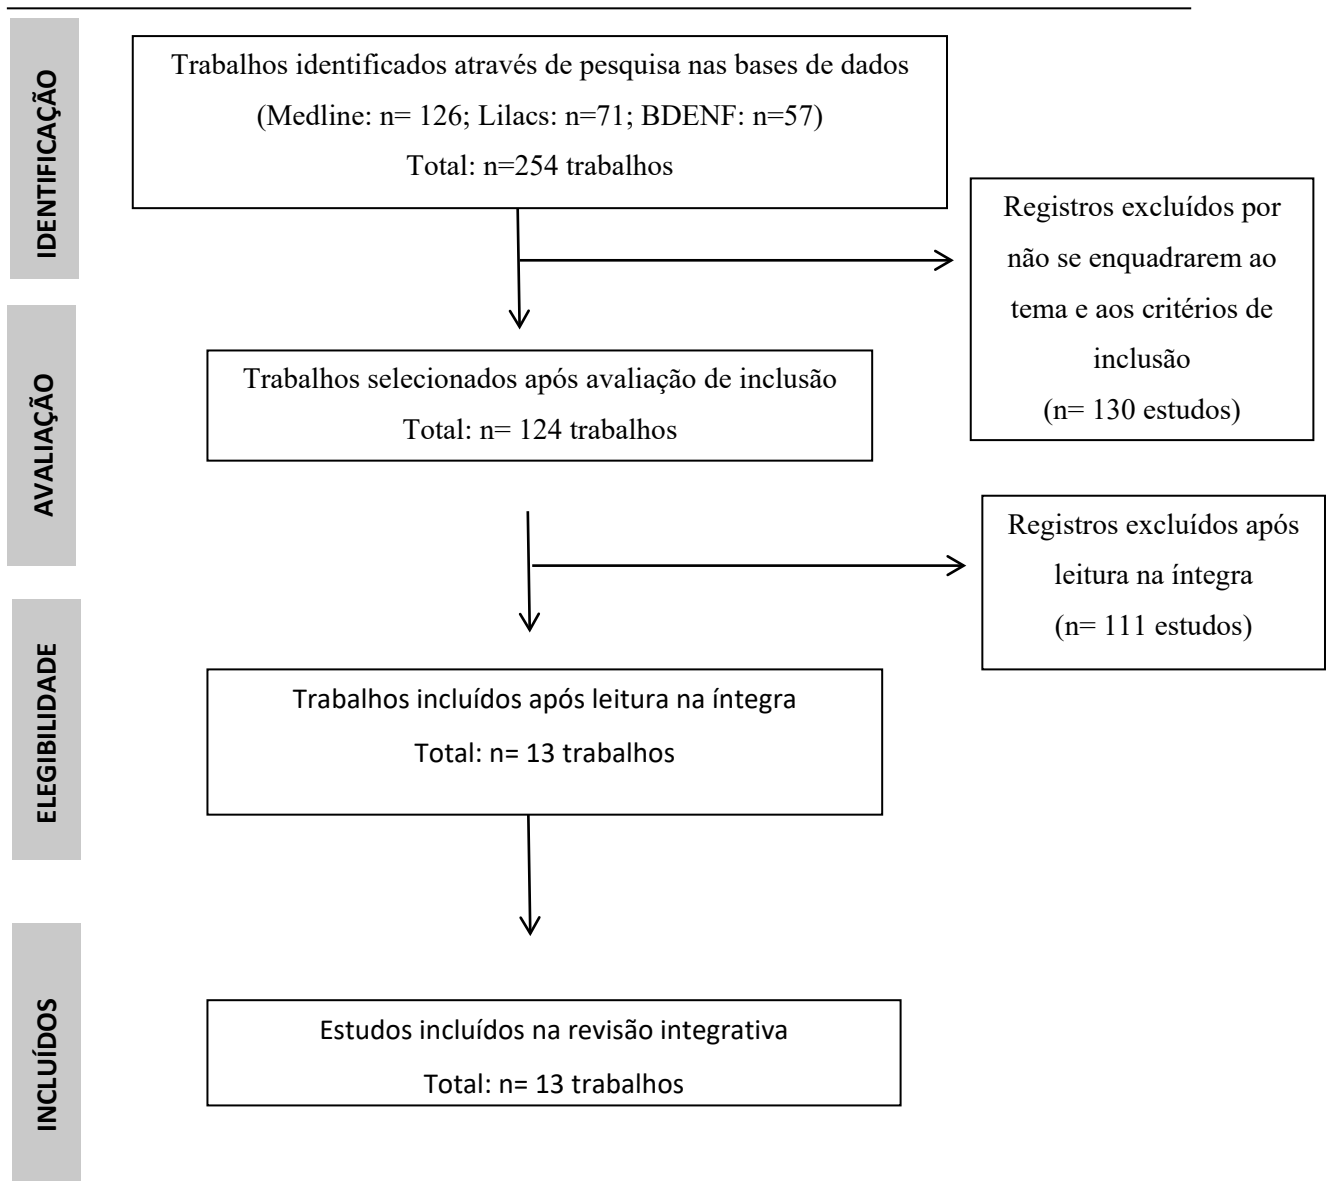 IDENTIFICAÇÃO
Trabalhos identificados através de pesquisa nas bases de dados
(Medline: n= 126; Lilacs: n=71; BDENF: n=57)
Total: n=254 trabalhos
Registros excluídos por
não se enquadrarem ao
tema e aos critérios de
inclusão
(n= 130 estudos)
AVALIAÇÃO
Trabalhos selecionados após avaliação de inclusão
Total: n= 124 trabalhos
Registros excluídos após
leitura na íntegra
(n= 111 estudos)
ELEGIBILIDADE
Trabalhos incluídos após leitura na íntegra
Total: n= 13 trabalhos
INCLUÍDOS
Estudos incluídos na revisão integrativa
Total: n= 13 trabalhos